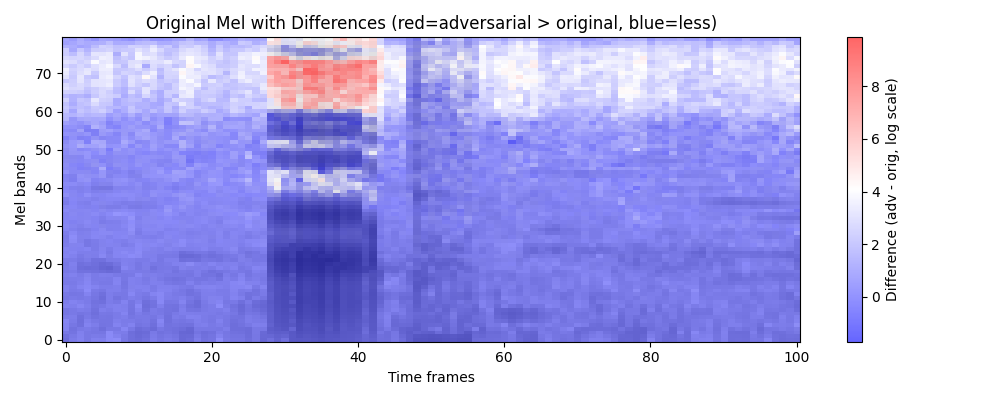 Original Mel with Differences (red=adversarial > original, blue=less)
Mel bands
70
60
50
40
30
20
10
0
0 20 40 60 80 100
Time frames
8
6
4
2
0
Difference (adv - orig, log scale)